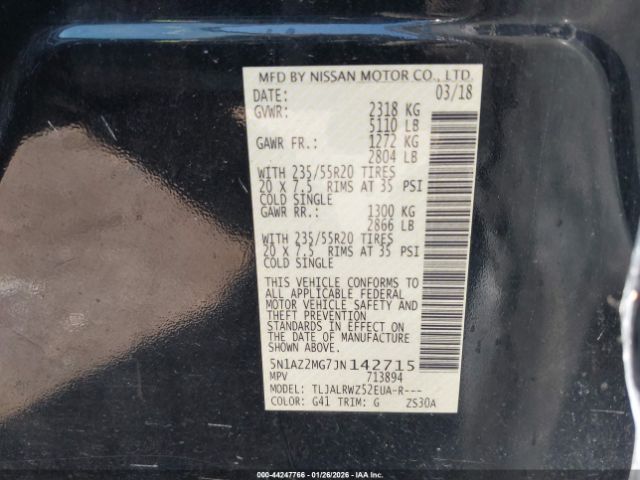 MFD BY NISSAN MOTOR CO., LTD.
DATE: 03/18
GVWR: 2318 KG
5110 LB
GAWR FR.: 1272 KG
2804 LB
WITH 235/55R20 TIRES
20 X 7.5 RIMS AT 35 PSI
COLD SINGLE
GAWR RR.: 1300 KG
2866 LB
WITH 235/55R20 TIRES
20 X 7.5 RIMS AT 35 PSI
COLD SINGLE
THIS VEHICLE CONFORMS TO
ALL APPLICABLE FEDERAL
MOTOR VEHICLE SAFETY AND
THEFT PREVENTION
STANDARDS IN EFFECT ON
THE DATE OF MANUFACTURE
SHOWN ABOVE.
5N1AZ2MG7JN142715
MPV 713894
MODEL: TLJALRWZ52EUA-R---
COLOR: G41 TRIM: G ZS30A
000-44247766 - 01/26/2026 - IAA Inc.